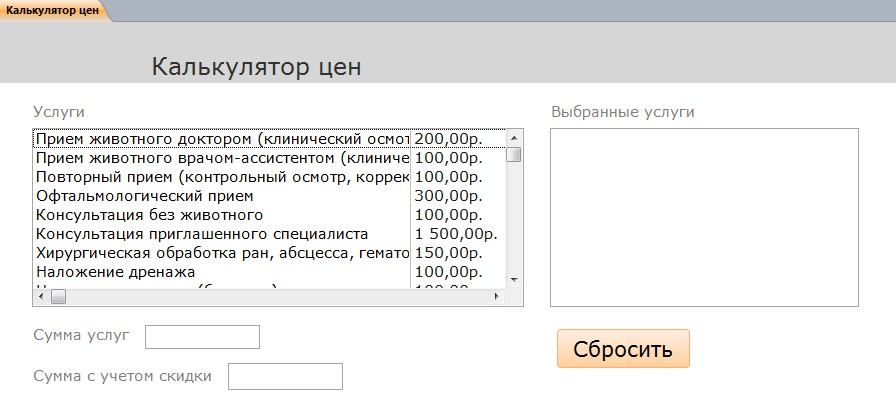 Калькулятор цен
Калькулятор цен
Услуги
Выбранные услуги
Прием животного доктором (клинический осмот 200,00р.
Прием животного врачом-ассистентом (клиниче 100,00р.
Повторный прием (контрольный осмотр, коррек 100,00р.
Офтальмологический прием 300,00р.
Консультация без животного 100,00р.
Консультация приглашенного специалиста 1 500,00р.
Хирургическая обработка ран, абсцесса, гемато 150,00р.
Наложение дренажа 100,00р.
Сумма услуг
Сбросить
Сумма с учетом скидки